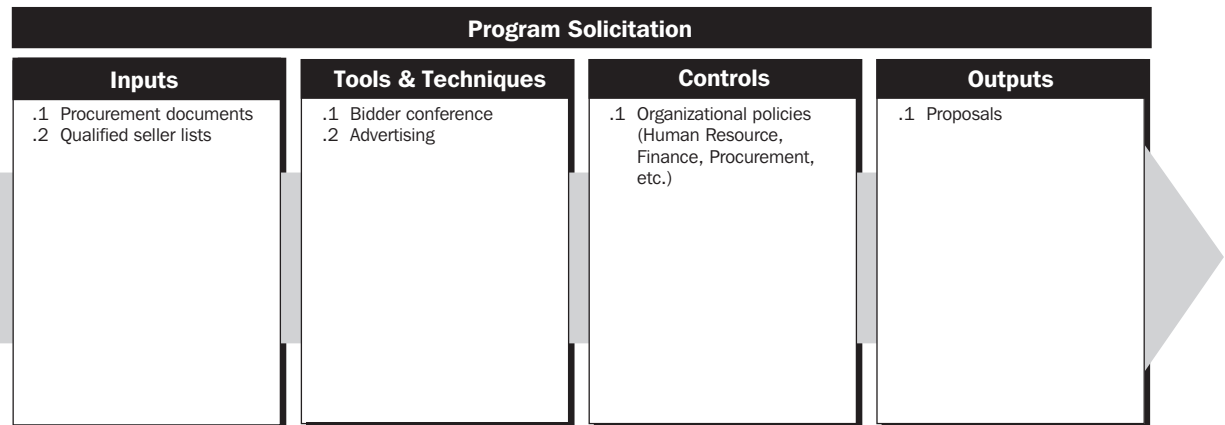 Program Solicitation
Inputs
.1 Procurement documents
.2 Qualified seller lists
Tools & Techniques
.1 Bidder conference
.2 Advertising
Controls
.1 Organizational policies
(Human Resource,
Finance, Procurement,
etc.)
Outputs
.1 Proposals